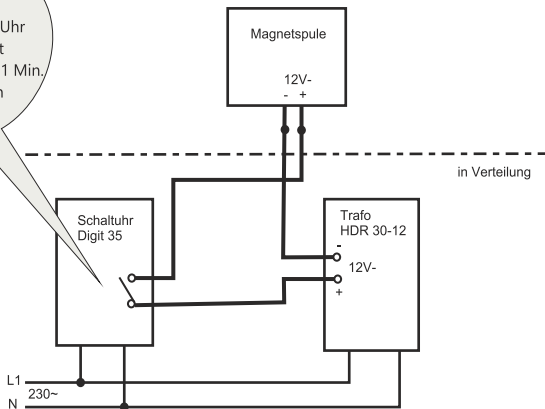 Uhr
t
1 Min.
n
Magnetspule
12V-
- +
in Verteilung
Schaltuhr
Digit 35
Trafo
HDR 30-12
-
12V-
+
L1
230~
N